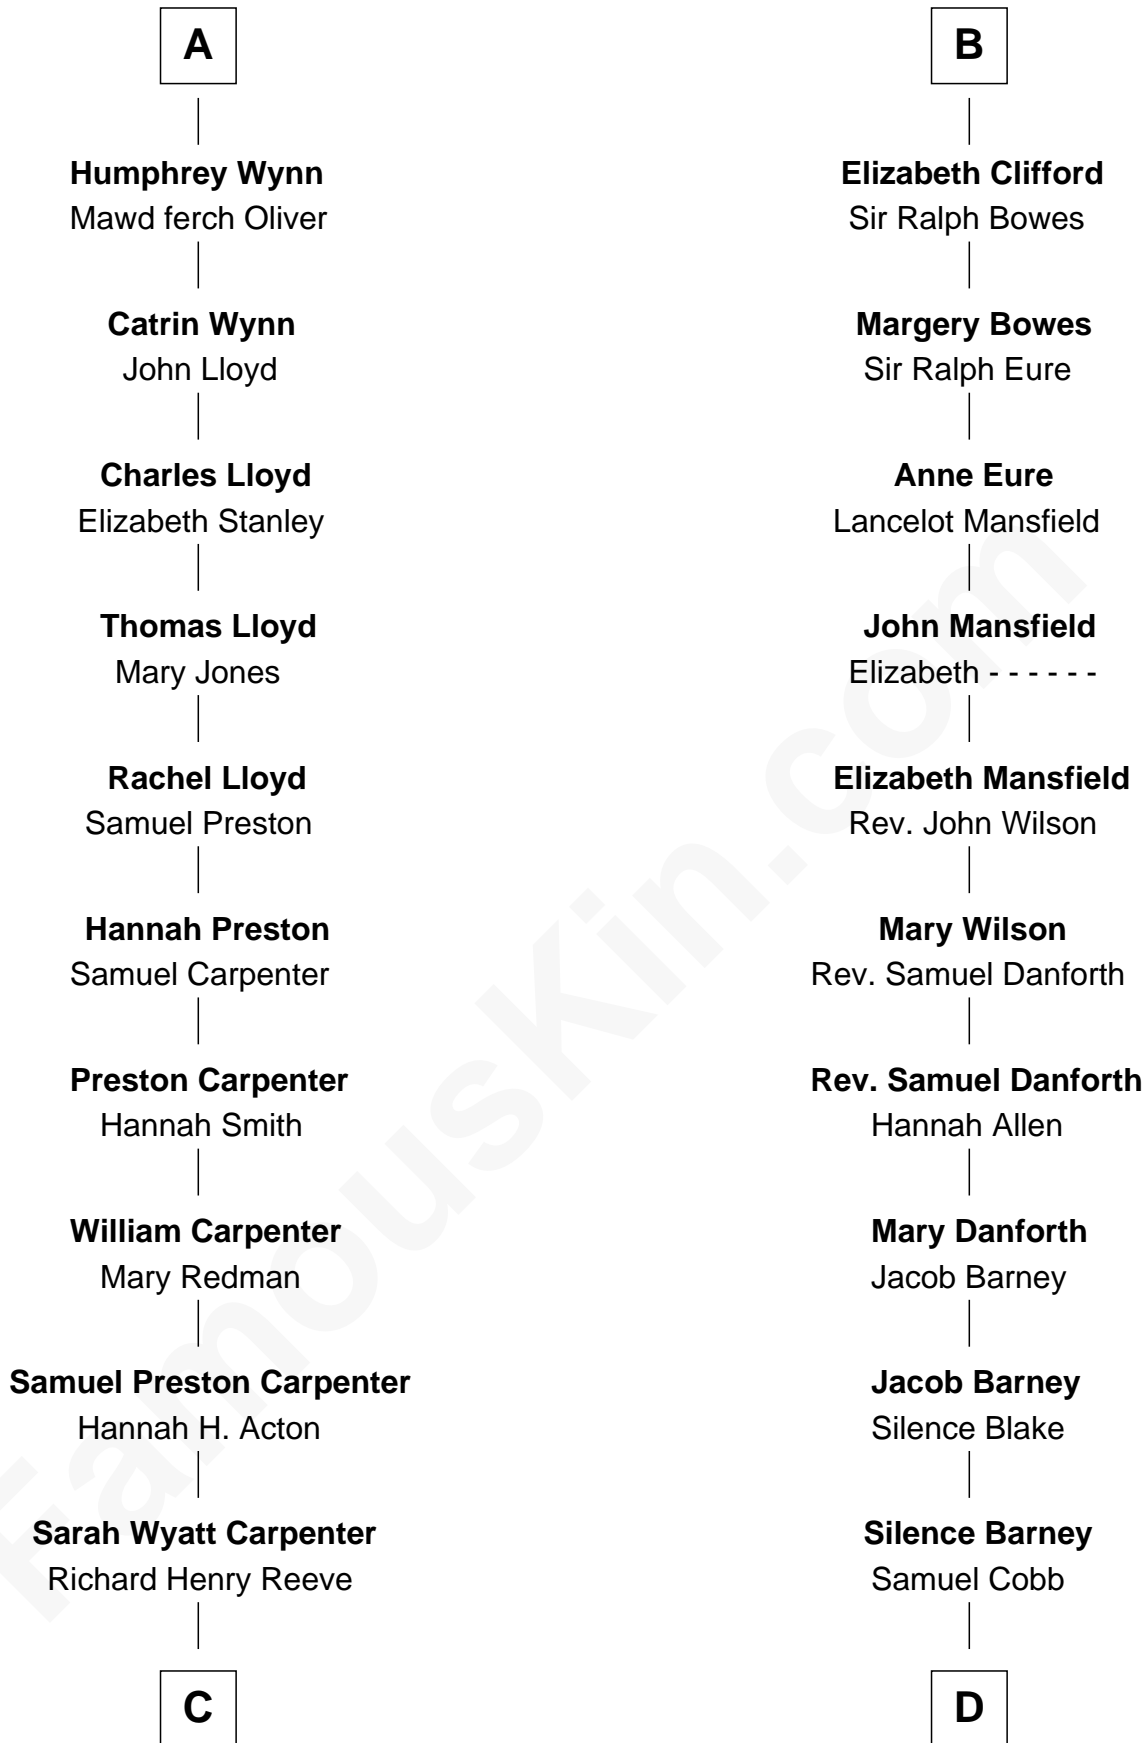 A
Humphrey Wynn
Mawd ferch Oliver
Catrin Wynn
John Lloyd
Charles Lloyd
Elizabeth Stanley
Thomas Lloyd
Mary Jones
Rachel Lloyd
Samuel Preston
Hannah Preston
Samuel Carpenter
Preston Carpenter
Hannah Smith
William Carpenter
Mary Redman
Samuel Preston Carpenter
Hannah H. Acton
Sarah Wyatt Carpenter
Richard Henry Reeve
C
B
Elizabeth Clifford
Sir Ralph Bowes
Margery Bowes
Sir Ralph Eure
Anne Eure
Lancelot Mansfield
John Mansfield
Elizabeth - - - - - -
Elizabeth Mansfield
Rev. John Wilson
Mary Wilson
Rev. Samuel Danforth
Rev. Samuel Danforth
Hannah Allen
Mary Danforth
Jacob Barney
Jacob Barney
Silence Blake
Silence Barney
Samuel Cobb
D
FamousKin.com